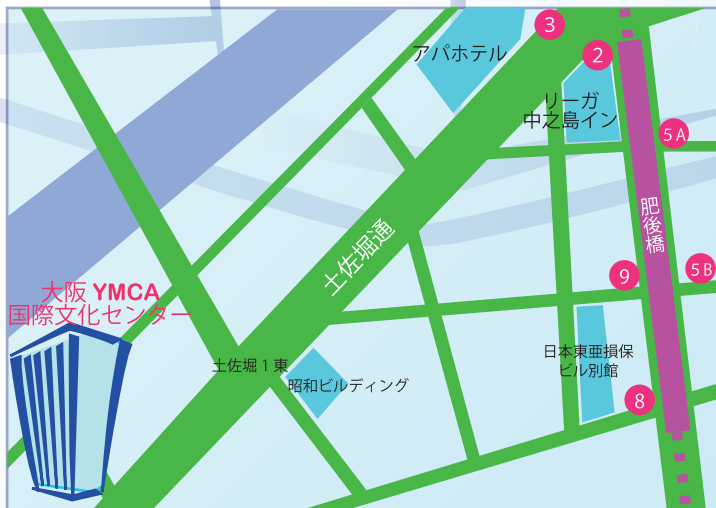 3
アパホテル
2
リーガ
中之島イン
5A
肥後橋
土佐堀通
大阪 YMCA
国際文化センター
9
5B
土佐堀1東
昭和ビルディング
日本東亜損保
ビル別館
8